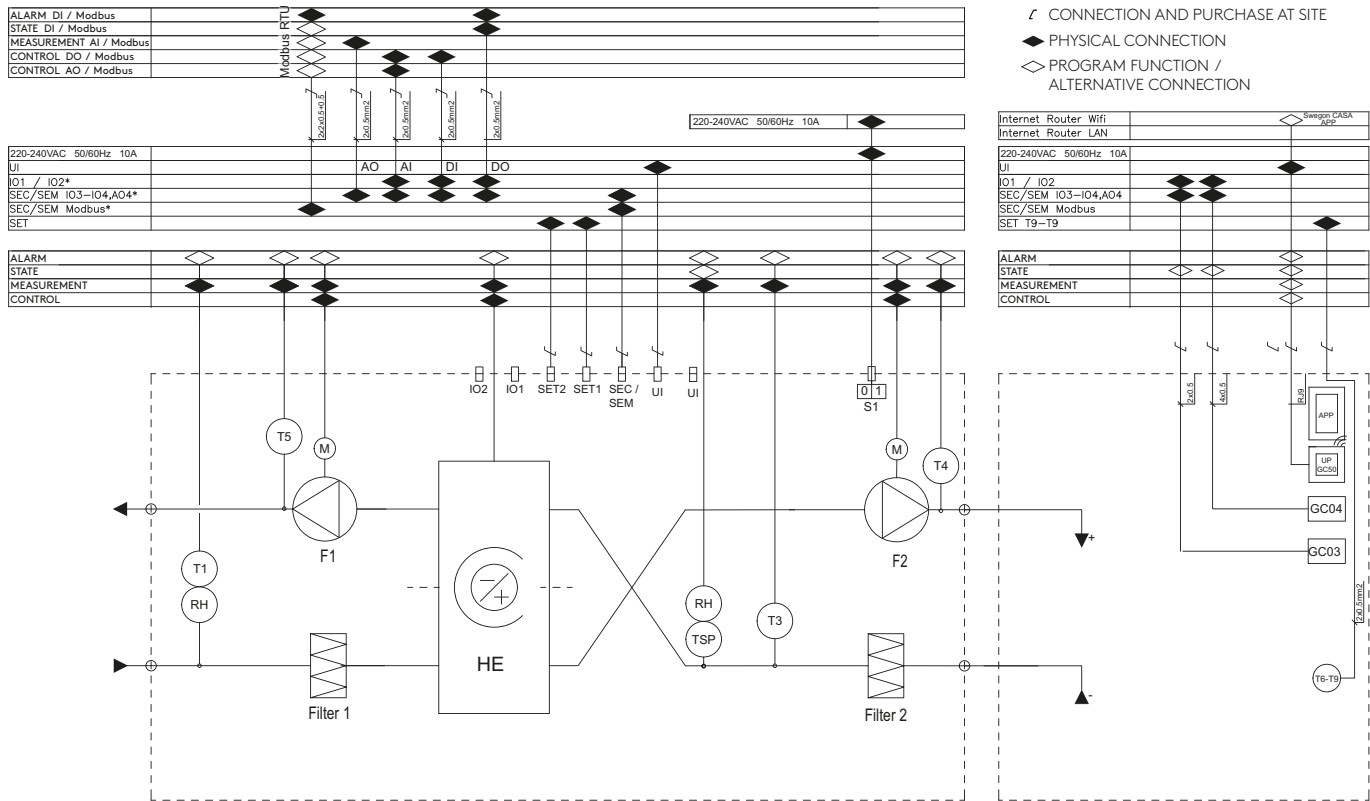 ALARM DI / Modbus
STATE DI / Modbus
MEASUREMENT AI / Modbus
CONTROL DO / Modbus
CONTROL AO / Modbus
Modbus RTU
CONNECTION AND PURCHASE AT SITE
PHYSICAL CONNECTION
PROGRAM FUNCTION /
ALTERNATIVE CONNECTION
2x2x0.5+0.5
2x0.5mm2
2x0.5mm2
2x0.5mm2
2x0.5mm2
220-240VAC 50/60Hz 10A
Internet Router Wifi
Internet Router LAN
Swegon CASA
APP
220-240VAC 50/60Hz 10A
UI
IO1 / IO2*
SEC/SEM IO3-IO4,AO4*
SEC/SEM Modbus*
SET
AO AI DI DO
220-240VAC 50/60Hz 10A
UI
IO1 / IO2
SEC/SEM IO3-IO4,AO4
SEC/SEM Modbus
SET T9-T9
ALARM
STATE
MEASUREMENT
CONTROL
ALARM
STATE
MEASUREMENT
CONTROL
IO2 IO1 SET2 SET1 SEC / SEM UI UI
0 1
S1
2x0.5
4x0.5
RJ9
APP
UP
GC50
GC04
GC03
2x0.5mm2
T6-T9
T5
M
F1
T1
RH
Filter 1
HE
-/+
RH
TSP
T3
M
T4
F2
Filter 2
+
-